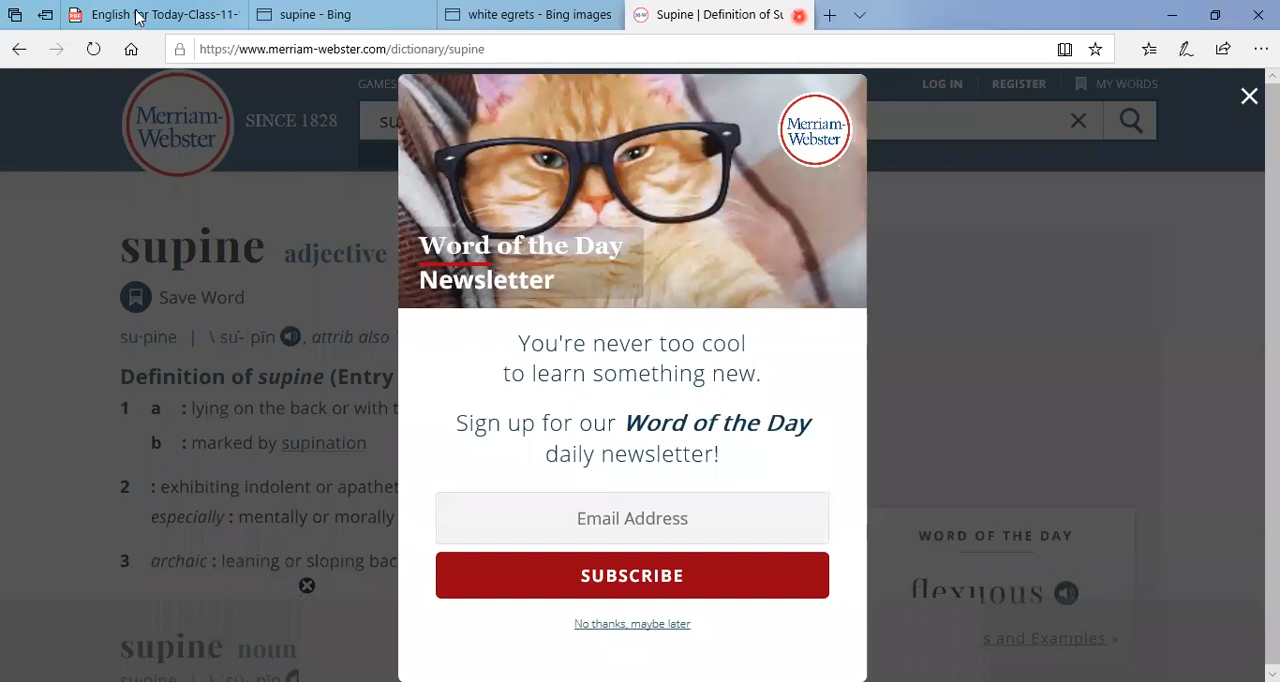 English For Today-Class-11-
supine - Bing
white egrets - Bing images
Supine | Definition of Su
https://www.merriam-webster.com/dictionary/supine
GAMES
LOG IN
REGISTER
MY WORDS
Merriam-
Webster
SINCE 1828
su
Merriam-
Webster
supine adjective
Word of the Day
Newsletter
Save Word
su·pine | \ su̇-ˈpīn , attrib also
You're never too cool
to learn something new.
Definition of supine (Entry
1 a : lying on the back or with t
Sign up for our Word of the Day
daily newsletter!
b : marked by supination
2 : exhibiting indolent or apathet
especially : mentally or morally
Email Address
WORD OF THE DAY
3 archaic : leaning or sloping bac
SUBSCRIBE
flexuous
No thanks, maybe later
s and Examples »
supine noun